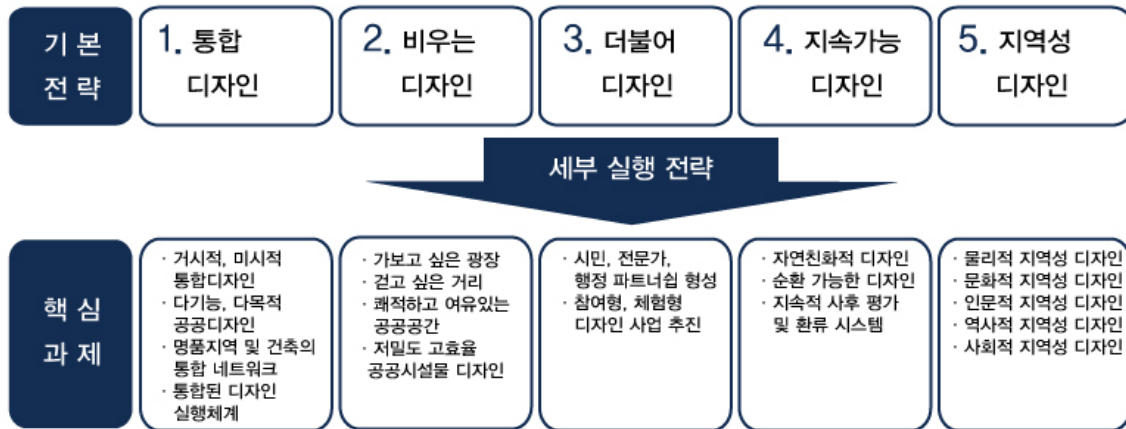 기 본
전 략
1. 통합
디자인
2. 비우는
디자인
3. 더불어
디자인
4. 지속가능
디자인
5. 지역성
디자인
세부 실행 전략
핵 심
과 제
· 거시적, 미시적
통합디자인
· 다기능, 다목적
공공디자인
· 명품지역 및 건축의
통합 네트워크
· 통합된 디자인
실행체계
· 가보고 싶은 광장
· 걷고 싶은 거리
· 쾌적하고 여유있는
공공공간
· 저밀도 고효율
공공시설물 디자인
· 시민, 전문가,
행정 파트너쉽 형성
· 참여형, 체험형
디자인 사업 추진
· 자연친화적 디자인
· 순환 가능한 디자인
· 지속적 사후 평가
및 환류 시스템
· 물리적 지역성 디자인
· 문화적 지역성 디자인
· 인문적 지역성 디자인
· 역사적 지역성 디자인
· 사회적 지역성 디자인